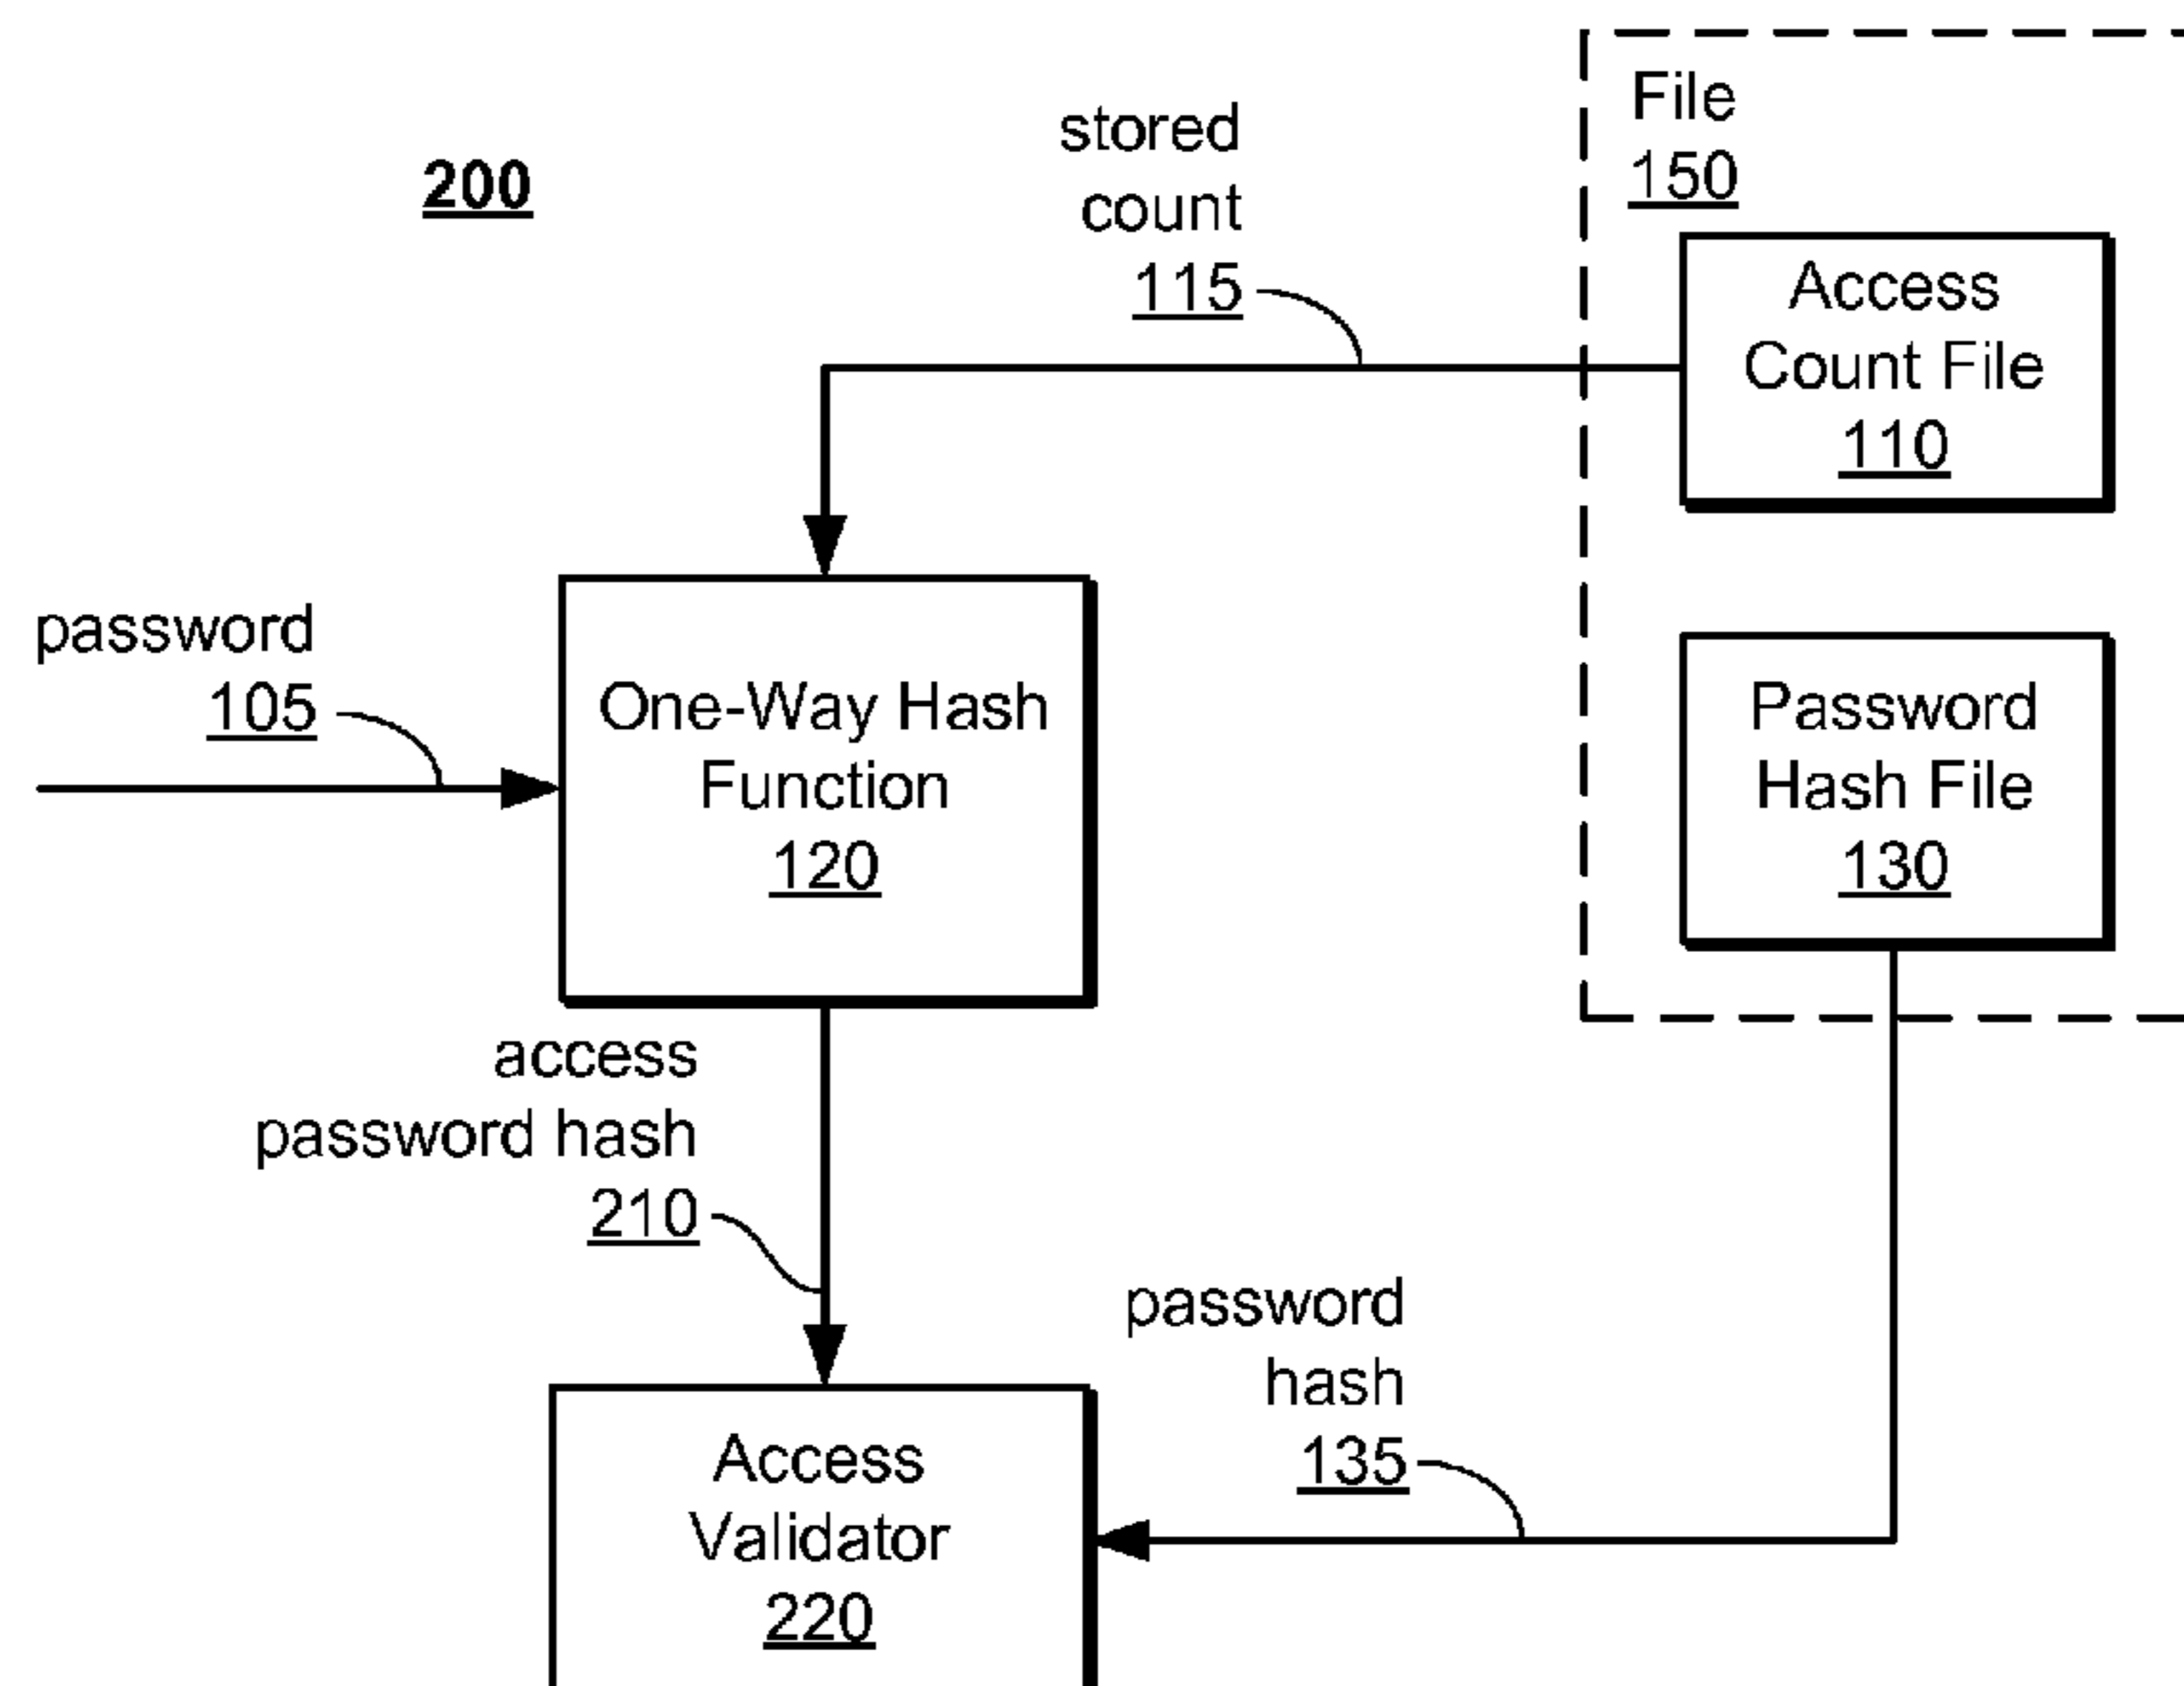 200
stored
count
115
File
150
Access
Count File
110
password
105
One-Way Hash
Function
120
Password
Hash File
130
access
password hash
210
password
hash
135
Access
Validator
220